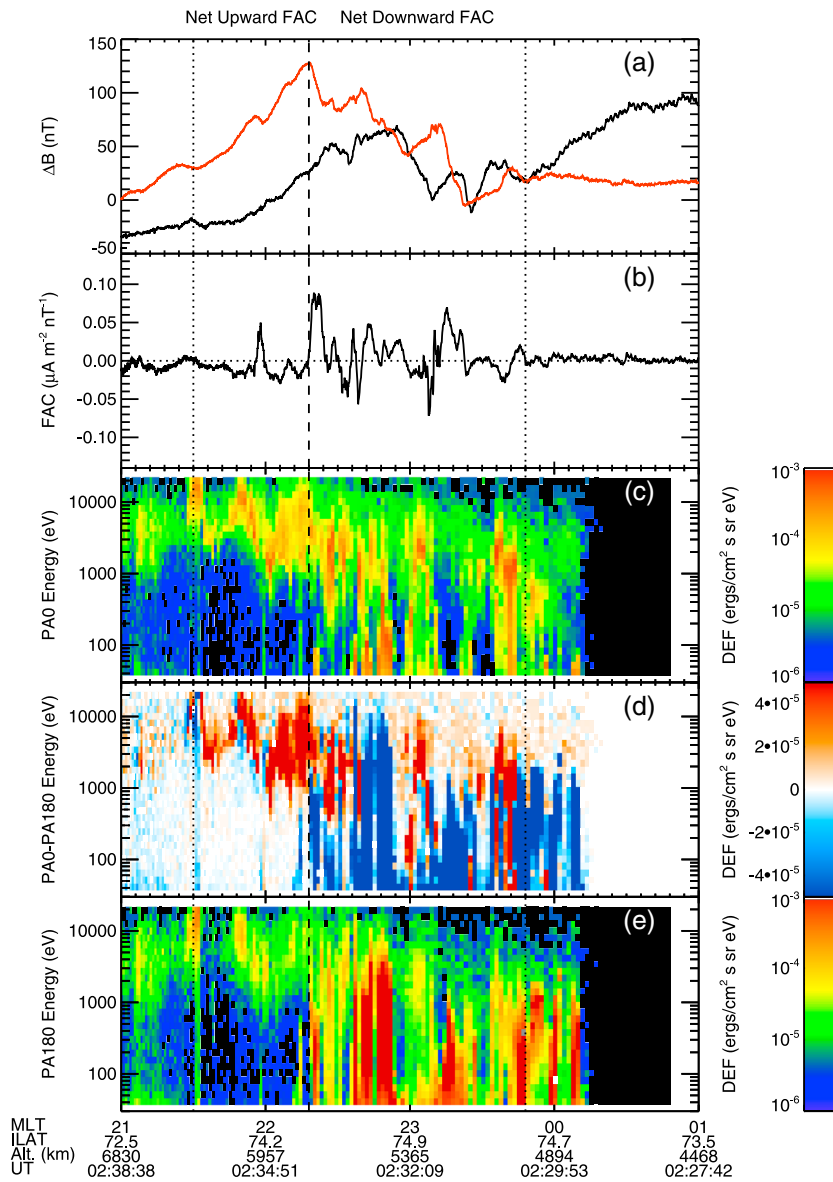 Net Upward FAC Net Downward FAC
150
100
50
0
-50
ΔB (nT)
(a)
0.10
0.05
0.00
-0.05
-0.10
FAC (μA m⁻² nT⁻¹)
(b)
10000
1000
100
PA0 Energy (eV)
(c)
10⁻³
10⁻⁴
10⁻⁵
10⁻⁶
DEF (ergs/cm² s sr eV)
10000
1000
100
PA0-PA180 Energy (eV)
(d)
4•10⁻⁵
2•10⁻⁵
0
-2•10⁻⁵
-4•10⁻⁵
DEF (ergs/cm² s sr eV)
10000
1000
100
PA180 Energy (eV)
(e)
10⁻³
10⁻⁴
10⁻⁵
10⁻⁶
DEF (ergs/cm² s sr eV)
MLT 21 22 23 00 01
ILAT 72.5 74.2 74.9 74.7 73.5
Alt. (km) 6830 5957 5365 4894 4468
UT 02:38:38 02:34:51 02:32:09 02:29:53 02:27:42